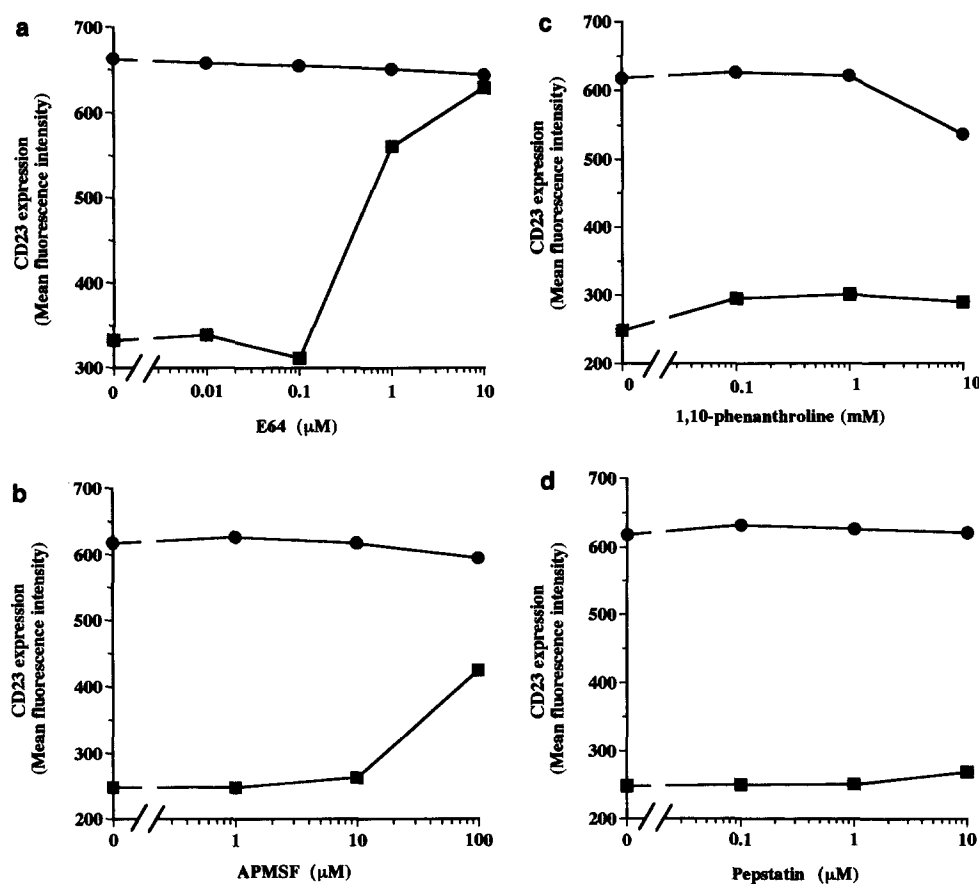 a
CD23 expression
(Mean fluorescence intensity)
700
600
500
400
300
0
0.01
0.1
1
10
E64 (μM)
c
CD23 expression
(Mean fluorescence intensity)
700
600
500
400
300
200
0
0.1
1
10
1,10-phenanthroline (mM)
b
CD23 expression
(Mean fluorescence intensity)
700
600
500
400
300
200
0
1
10
100
APMSF (μM)
d
CD23 expression
(Mean fluorescence intensity)
700
600
500
400
300
200
0
0.1
1
10
Pepstatin (μM)